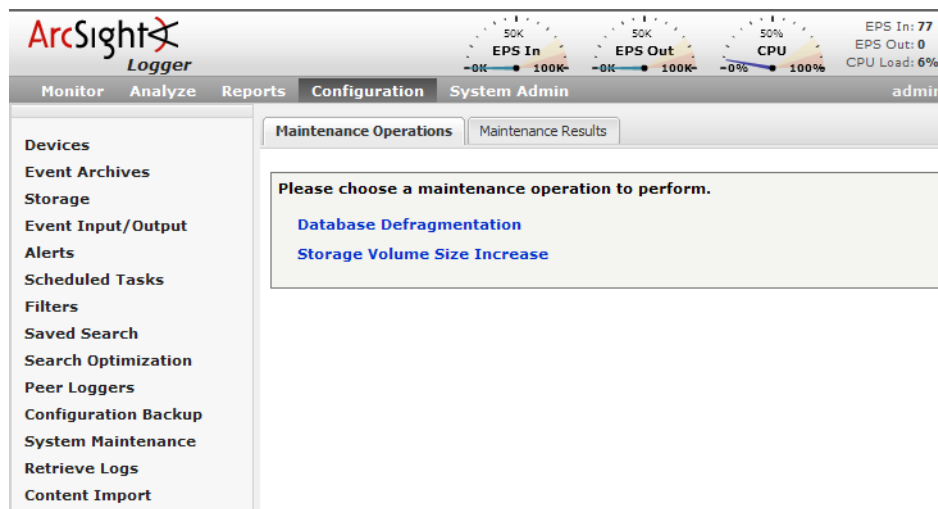 ArcSight
Logger
50K
EPS In
0K 100K
50K
EPS Out
0K 100K
50%
CPU
0% 100%
EPS In: 77
EPS Out: 0
CPU Load: 6%
Monitor Analyze Reports Configuration System Admin admin
Maintenance Operations Maintenance Results
Please choose a maintenance operation to perform.
Database Defragmentation
Storage Volume Size Increase
Devices
Event Archives
Storage
Event Input/Output
Alerts
Scheduled Tasks
Filters
Saved Search
Search Optimization
Peer Loggers
Configuration Backup
System Maintenance
Retrieve Logs
Content Import